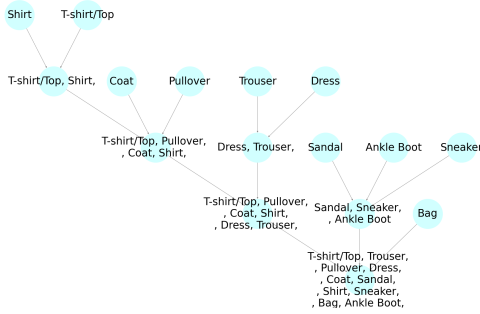 Shirt
T-shirt/Top
T-shirt/Top, Shirt,
Coat
Pullover
Trouser
Dress
T-shirt/Top, Pullover,
, Coat, Shirt,
Dress, Trouser,
Sandal
Ankle Boot
Sneaker
T-shirt/Top, Pullover,
, Coat, Shirt,
, Dress, Trouser,
Sandal, Sneaker,
, Ankle Boot
Bag
T-shirt/Top, Trouser,
, Pullover, Dress,
, Coat, Sandal,
, Shirt, Sneaker,
, Bag, Ankle Boot,